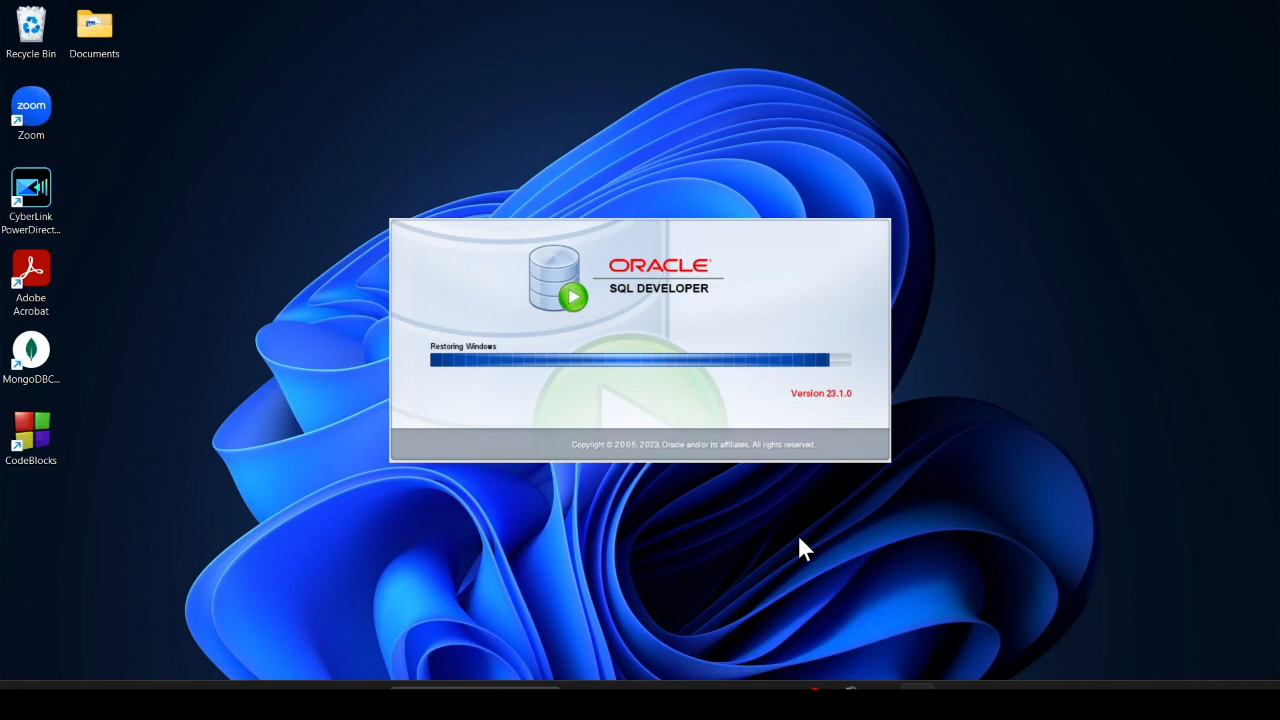 Recycle Bin
Documents
zoom
Zoom
CyberLink
PowerDirect...
Adobe
Acrobat
MongoDBC...
CodeBlocks
ORACLE
SQL DEVELOPER
Restoring Windows
Version 23.1.0
Copyright © 2005, 2023, Oracle and/or its affiliates. All rights reserved.